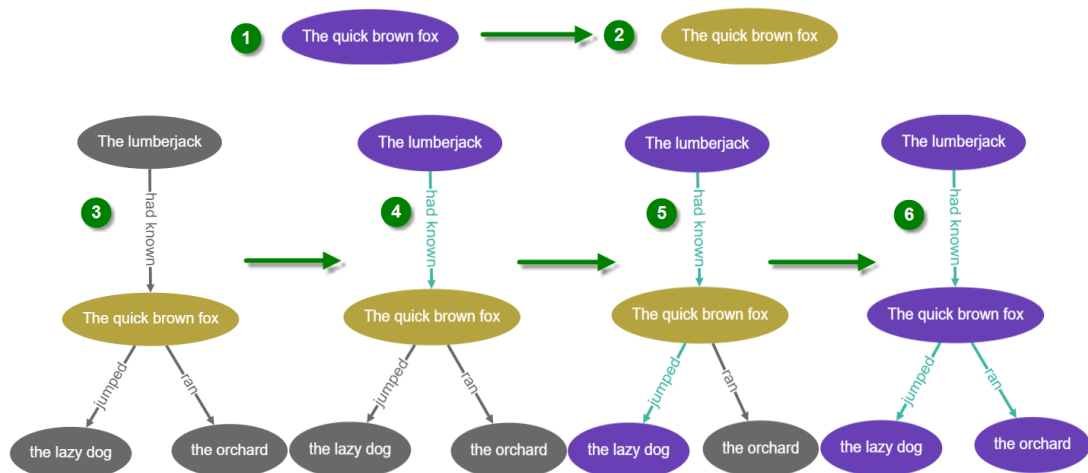 1
The quick brown fox
2
The quick brown fox
The lumberjack
The lumberjack
The lumberjack
The lumberjack
3
had known
4
had known
5
had known
6
had known
The quick brown fox
The quick brown fox
The quick brown fox
The quick brown fox
jumped
ran
jumped
ran
jumped
ran
jumped
ran
the lazy dog
the orchard
the lazy dog
the orchard
the lazy dog
the orchard
the lazy dog
the orchard